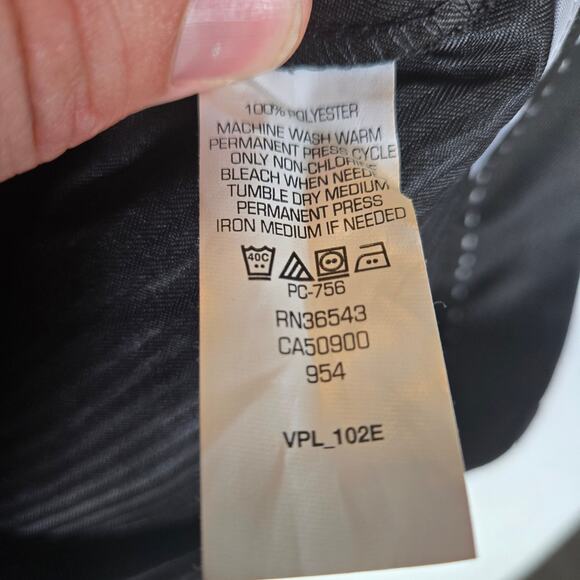 100% POLYESTER
MACHINE WASH WARM
PERMANENT PRESS CYCLE
ONLY NON-CHLORINE
BLEACH WHEN NEEDE
TUMBLE DRY MEDIUM
PERMANENT PRESS
IRON MEDIUM IF NEEDED
40C
PC-756
RN36543
CA50900
954
VPL_102E